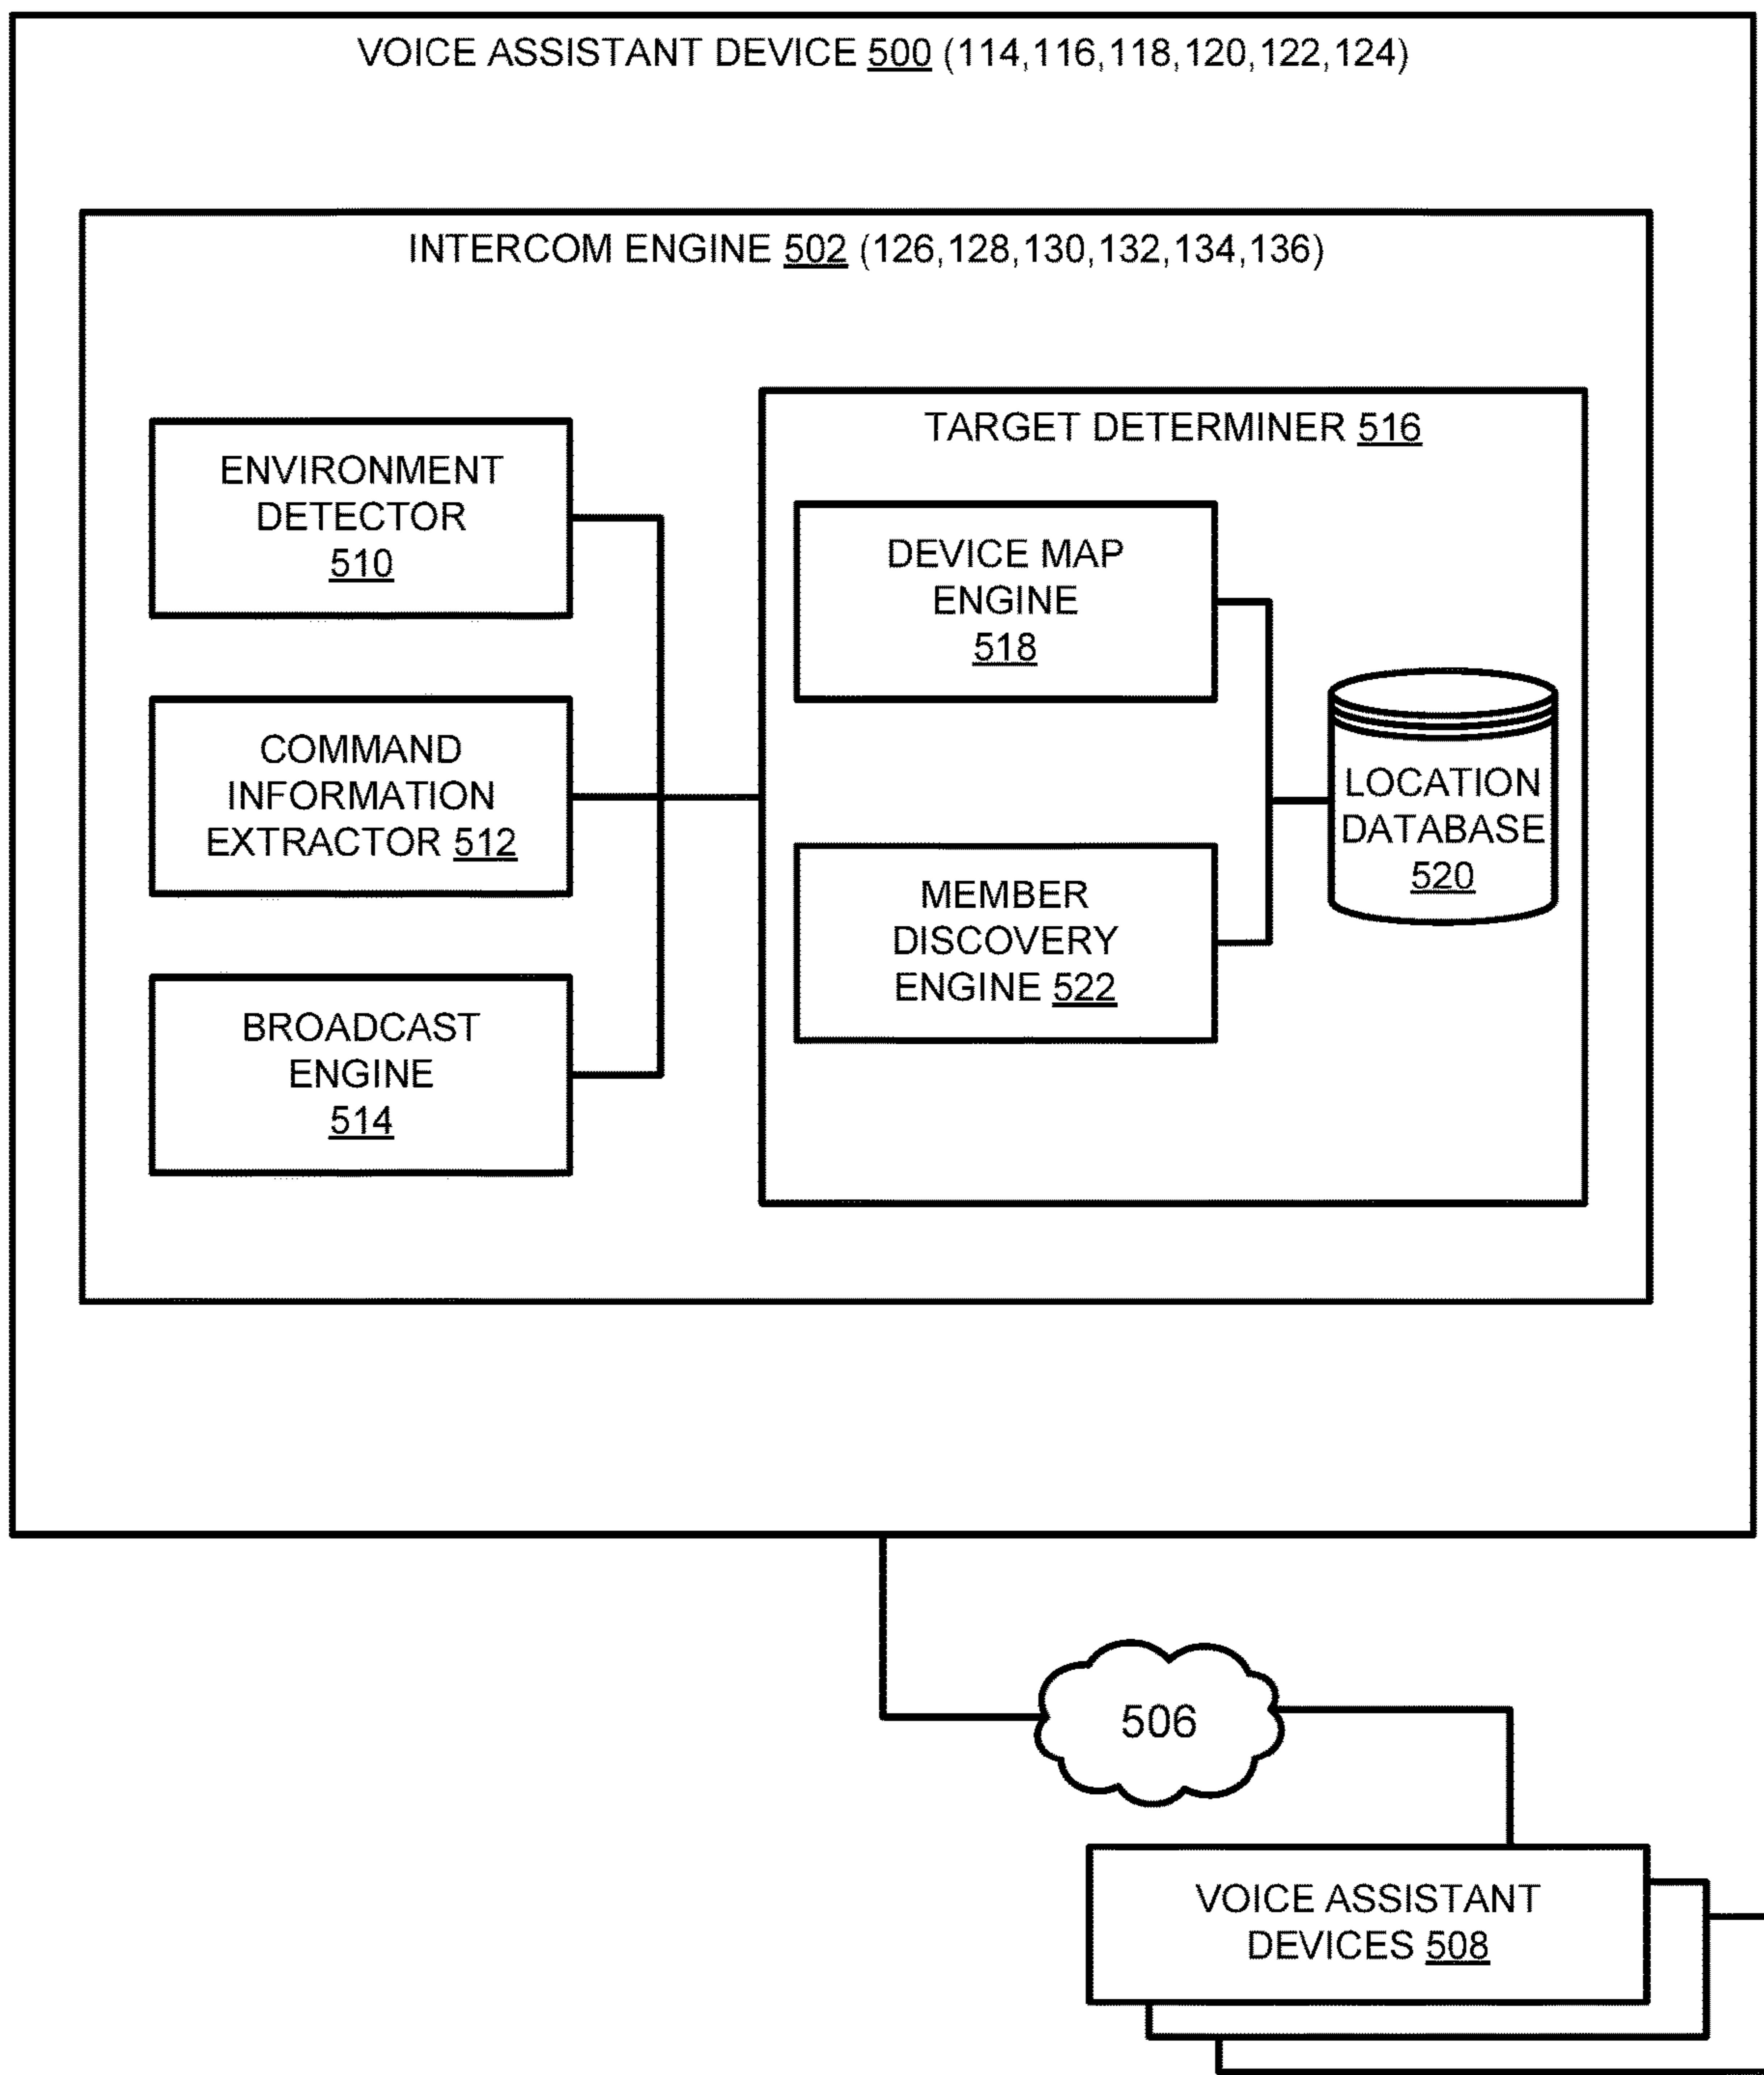 VOICE ASSISTANT DEVICE 500 (114,116,118,120,122,124)
INTERCOM ENGINE 502 (126,128,130,132,134,136)
ENVIRONMENT
DETECTOR
510
COMMAND
INFORMATION
EXTRACTOR 512
BROADCAST
ENGINE
514
TARGET DETERMINER 516
DEVICE MAP
ENGINE
518
MEMBER
DISCOVERY
ENGINE 522
LOCATION
DATABASE
520
506
VOICE ASSISTANT
DEVICES 508